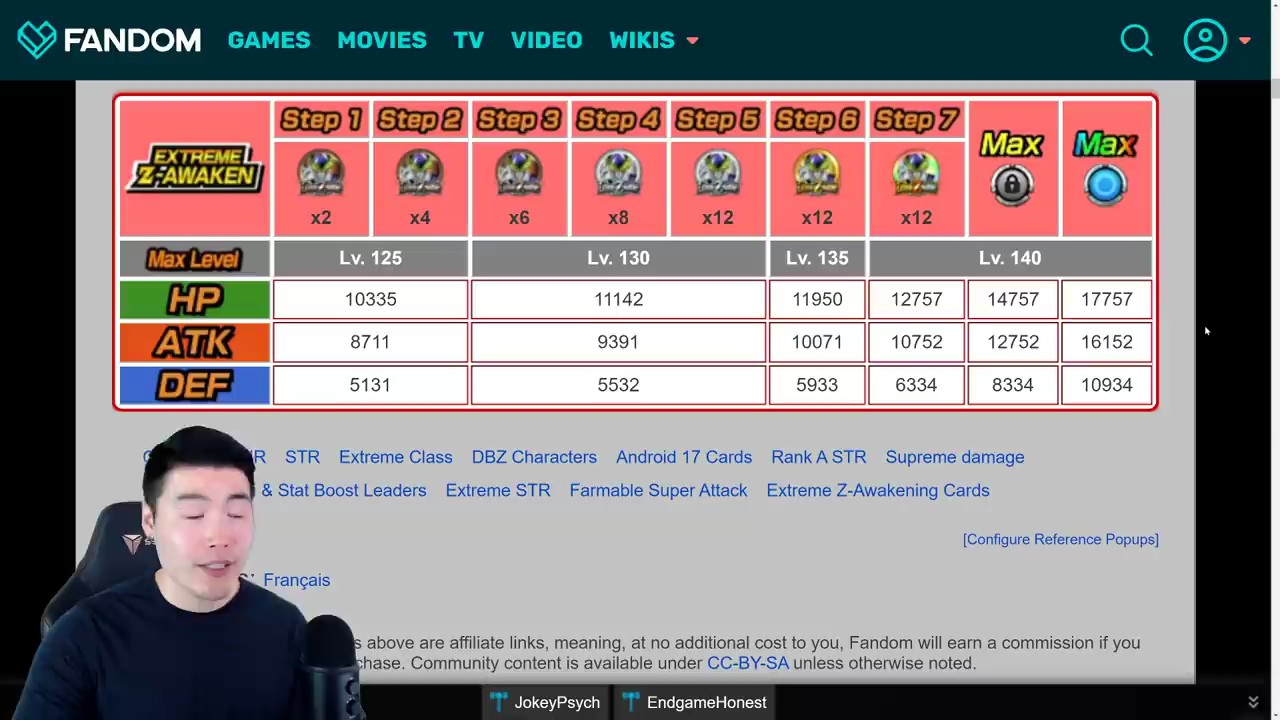 FANDOM GAMES MOVIES TV VIDEO WIKIS
EXTREME Z-AWAKEN Step 1 Step 2 Step 3 Step 4 Step 5 Step 6 Step 7 Max Max
x2 x4 x6 x8 x12 x12 x12
Max Level Lv. 125 Lv. 130 Lv. 135 Lv. 140
HP 10335 11142 11950 12757 14757 17757
ATK 8711 9391 10071 10752 12752 16152
DEF 5131 5532 5933 6334 8334 10934
STR Extreme Class DBZ Characters Android 17 Cards Rank A STR Supreme damage
& Stat Boost Leaders Extreme STR Farmable Super Attack Extreme Z-Awakening Cards
[Configure Reference Popups]
Français
s above are affiliate links, meaning, at no additional cost to you, Fandom will earn a commission if you
chase. Community content is available under CC-BY-SA unless otherwise noted.
JokeyPsych EndgameHonest